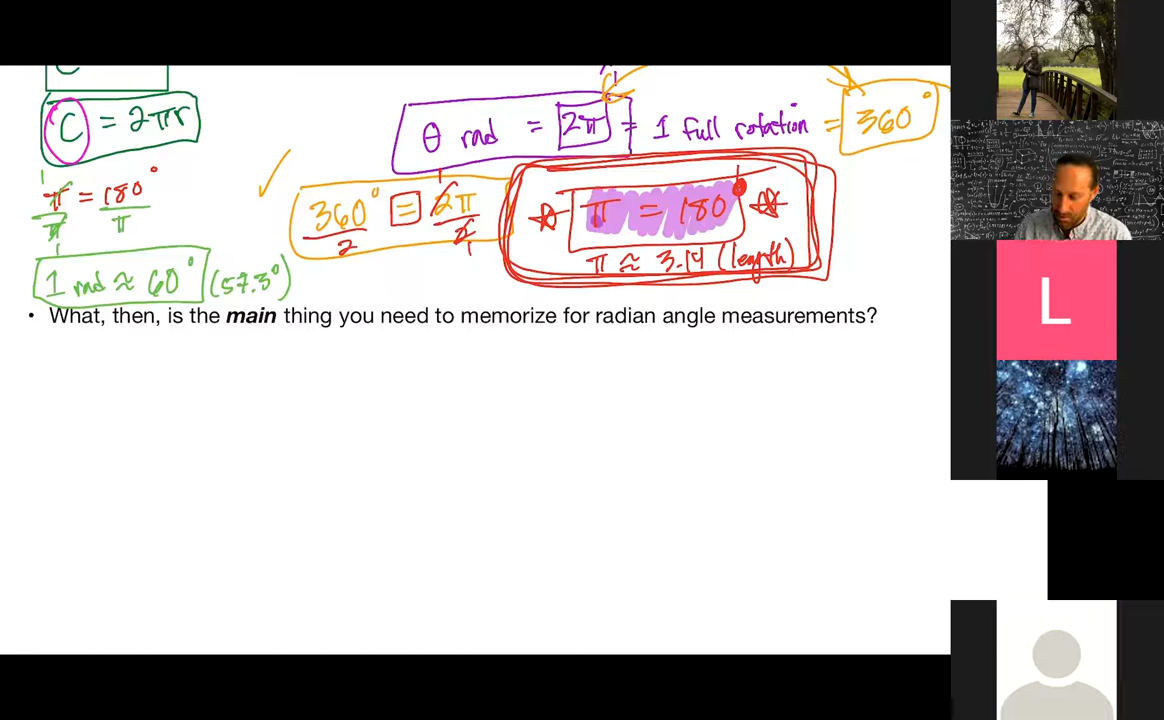 C = 2πr
θ rad = 2π = 1 full rotation = 360°
π/π = 180°/π
360°/2 = 2π/2
☆ π = 180° ☆
π ≈ 3.14 (length)
1 rad ≈ 60° (57.3°)
• What, then, is the main thing you need to memorize for radian angle measurements?
L